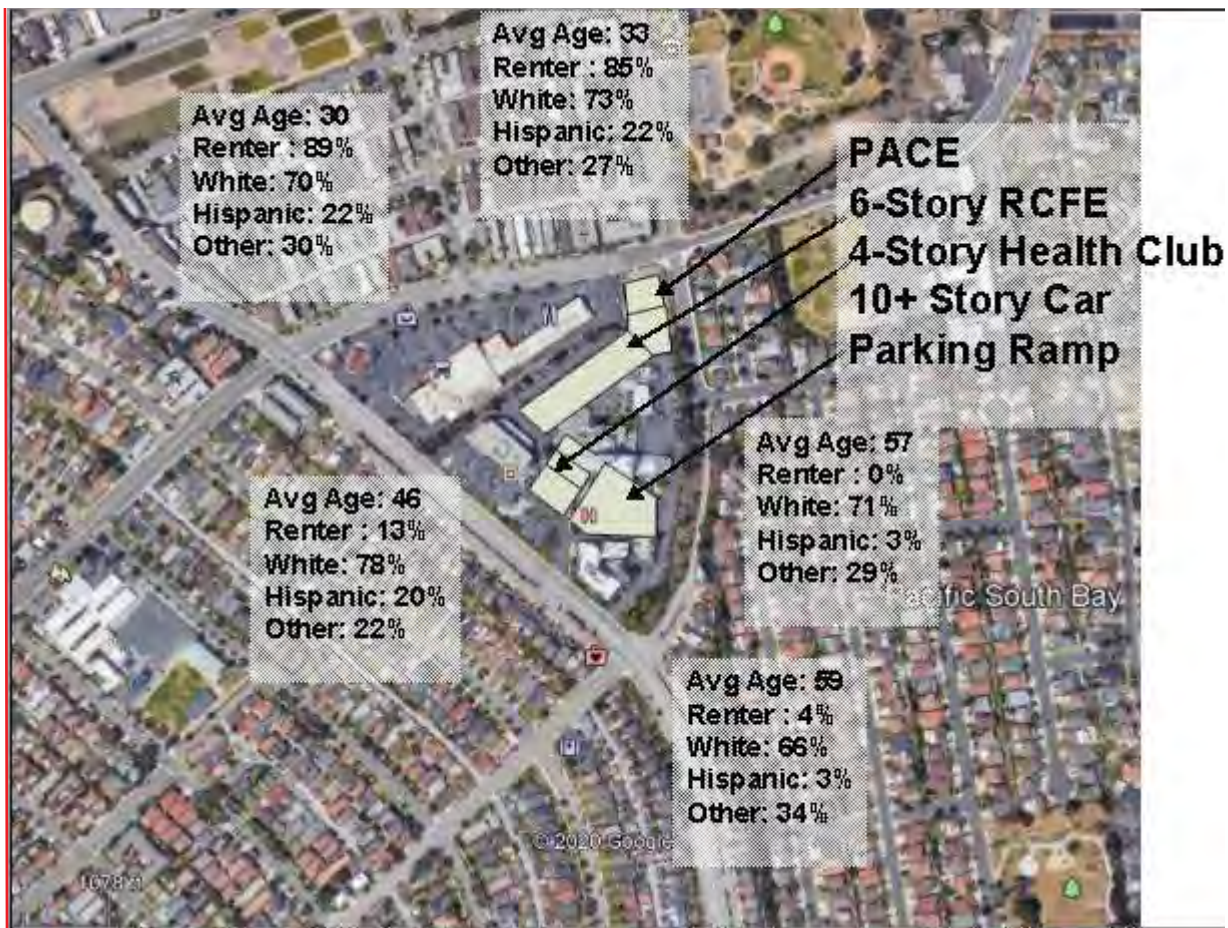 Avg Age: 33
Renter : 85%
White: 73%
Hispanic: 22%
Other: 27%
Avg Age: 30
Renter : 89%
White: 70%
Hispanic: 22%
Other: 30%
PACE
6-Story RCFE
4-Story Health Club
10+ Story Car
Parking Ramp
Avg Age: 57
Renter : 0%
White: 71%
Hispanic: 3%
Other: 29%
Pacific South Bay
Avg Age: 46
Renter : 13%
White: 78%
Hispanic: 20%
Other: 22%
Avg Age: 59
Renter : 4%
White: 66%
Hispanic: 3%
Other: 34%
© 2020 Google